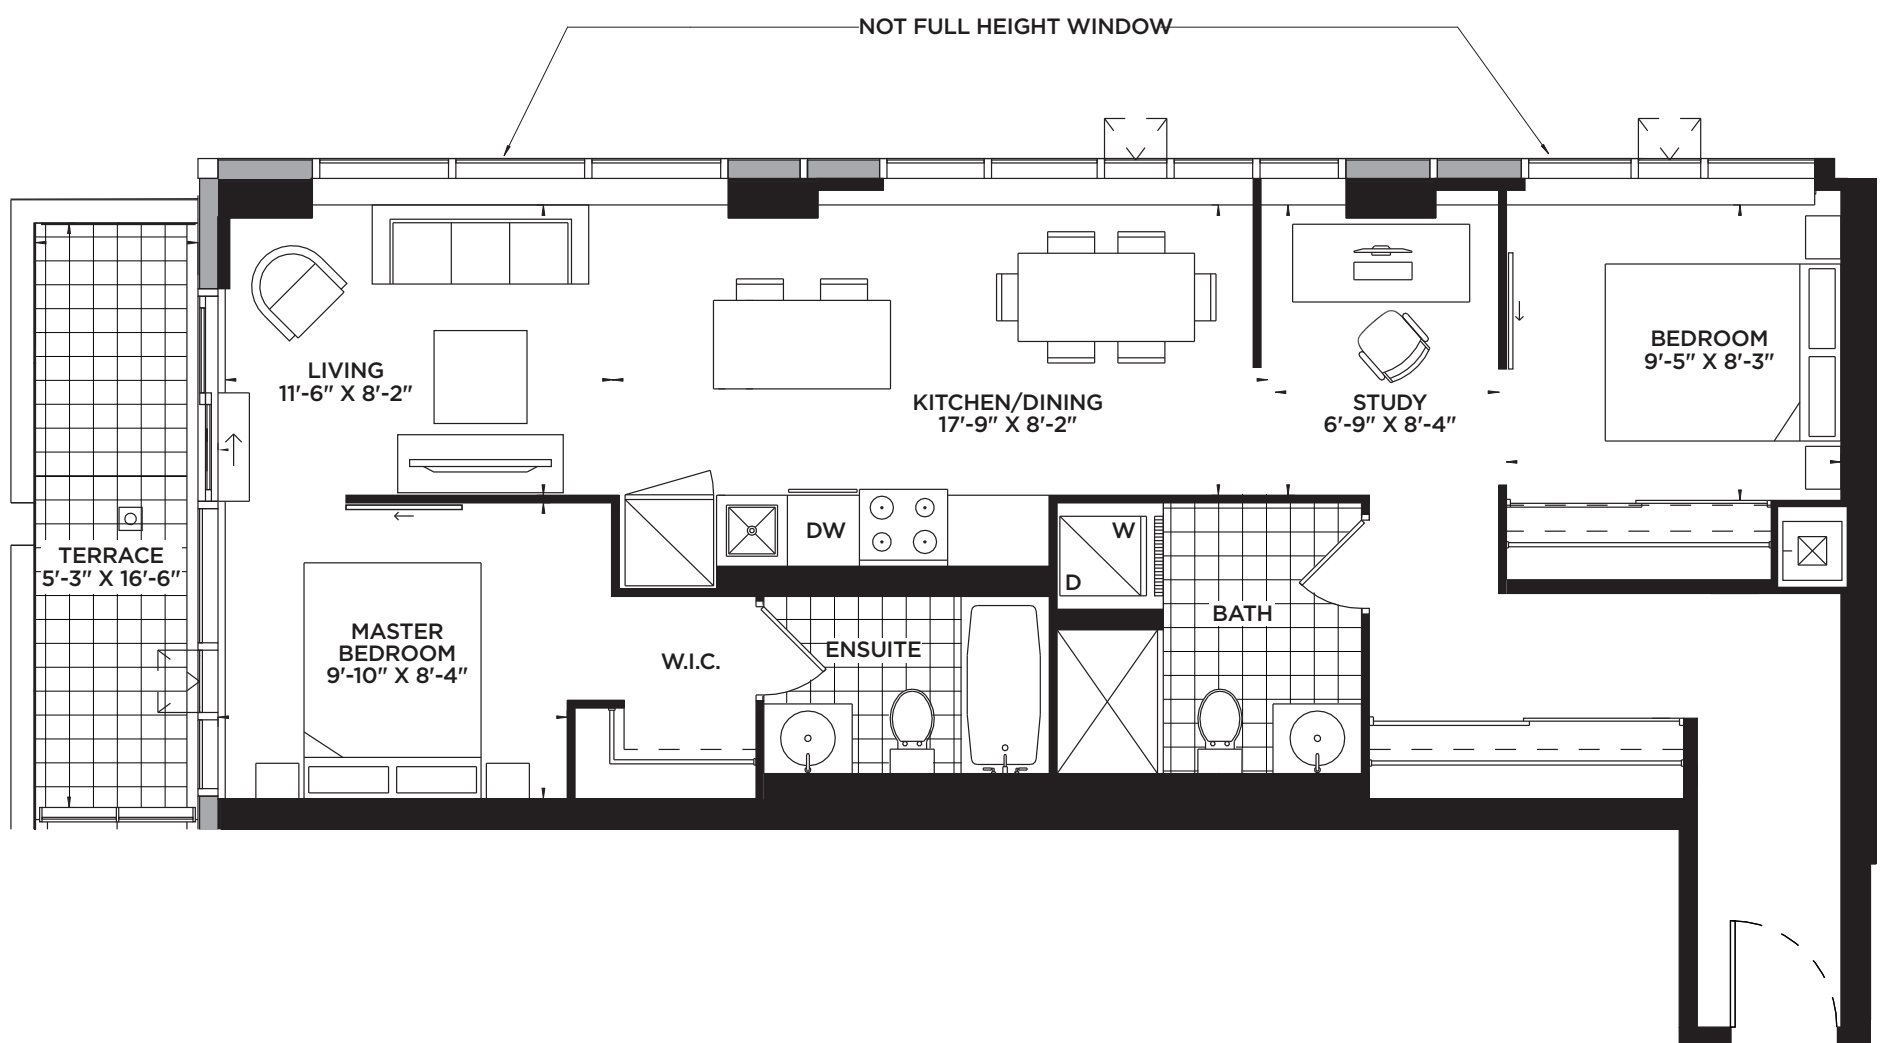 NOT FULL HEIGHT WINDOW
LIVING
11'-6" X 8'-2"
KITCHEN/DINING
17'-9" X 8'-2"
STUDY
6'-9" X 8'-4"
BEDROOM
9'-5" X 8'-3"
TERRACE
5'-3" X 16'-6"
DW
W
D
BATH
MASTER
BEDROOM
9'-10" X 8'-4"
W.I.C.
ENSUITE